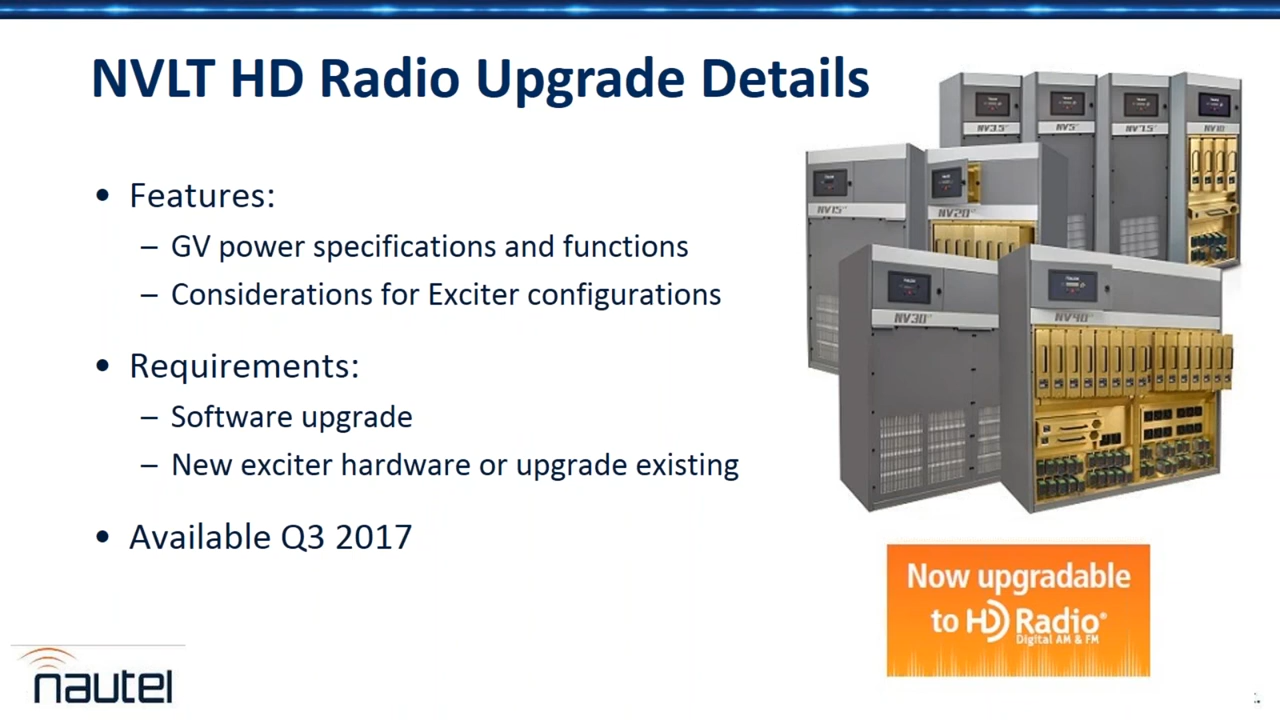 NVLT HD Radio Upgrade Details
• Features:
– GV power specifications and functions
– Considerations for Exciter configurations
• Requirements:
– Software upgrade
– New exciter hardware or upgrade existing
• Available Q3 2017
NV3.5
NV5
NV7.5
NV10
NV15
NV20
NV30
NV40
Now upgradable
to HD Radio®
Digital AM & FM
nautel